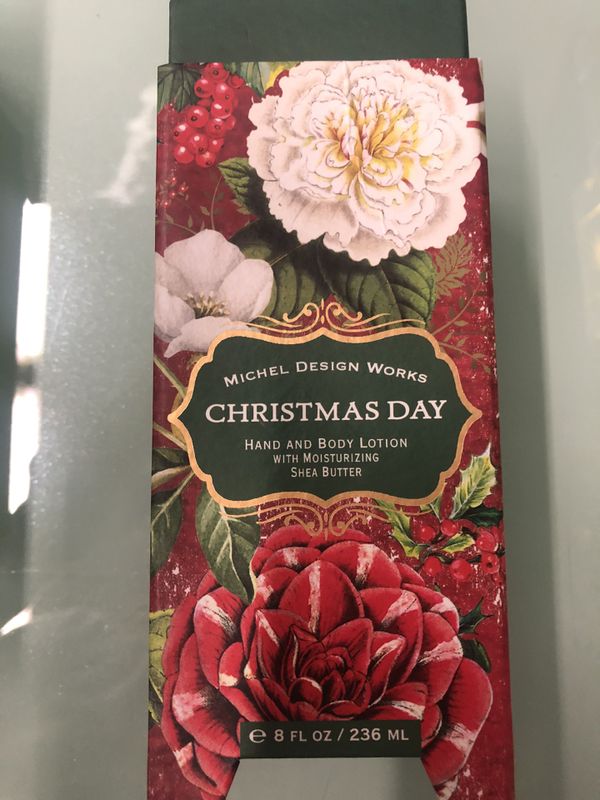 Michel Design Works
CHRISTMAS DAY
Hand and Body Lotion
with Moisturizing
Shea Butter
℮ 8 FL OZ / 236 ML